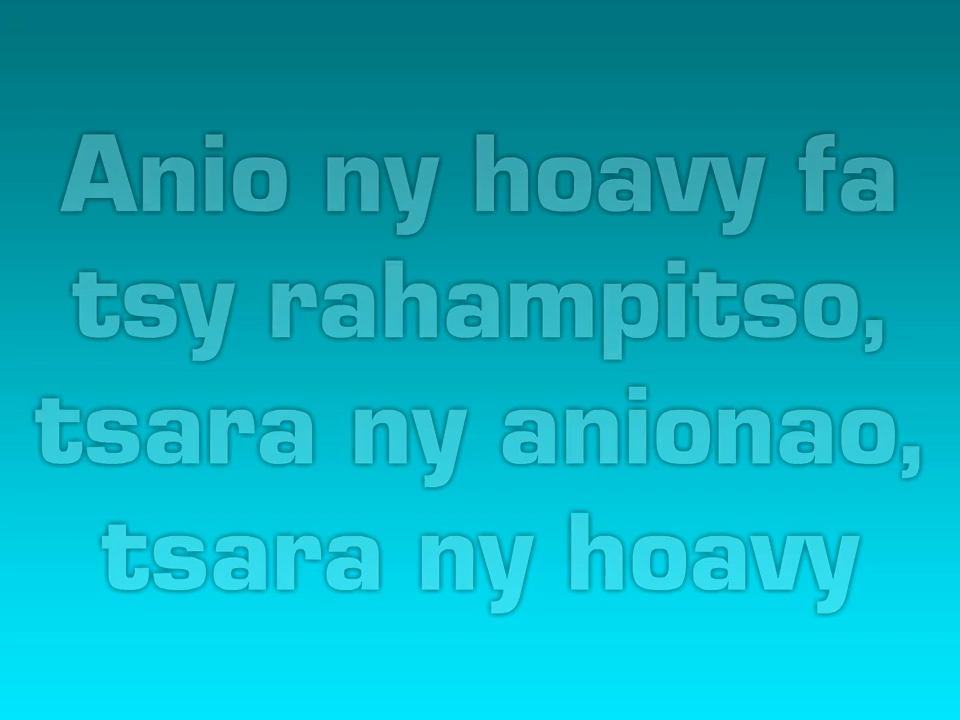 Anio ny hoavy fa
tsy rahampitso,
tsara ny anionao,
tsara ny hoavy